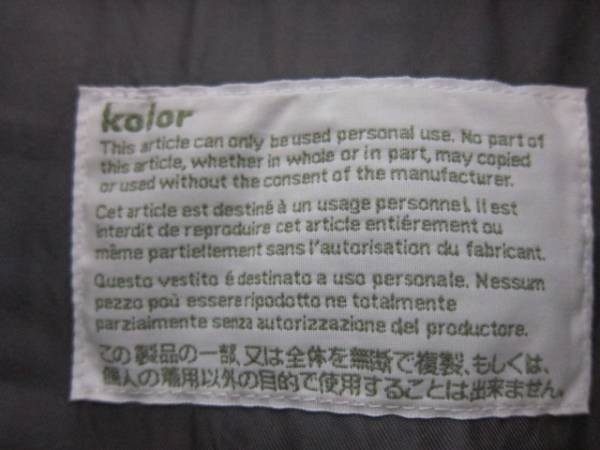 kolor
This article can only be used personal use. No part of
this article, whether in whole or in part, may copied
or used without the consent of the manufacturer.
Cet article est destiné à un usage personnel. Il est
interdit de reproduire cet article entiérement ou
même partiellement sans l'autorisation du fabricant.
Questo vestito é destinato a uso personale. Nessum
pezzo poù essere ripodotto ne totalmente
parzialmente senza autorizzazione del productore.
この製品の一部、又は全体を無断で複製、もしくは、
個人の着用以外の目的で使用することは出来ません。